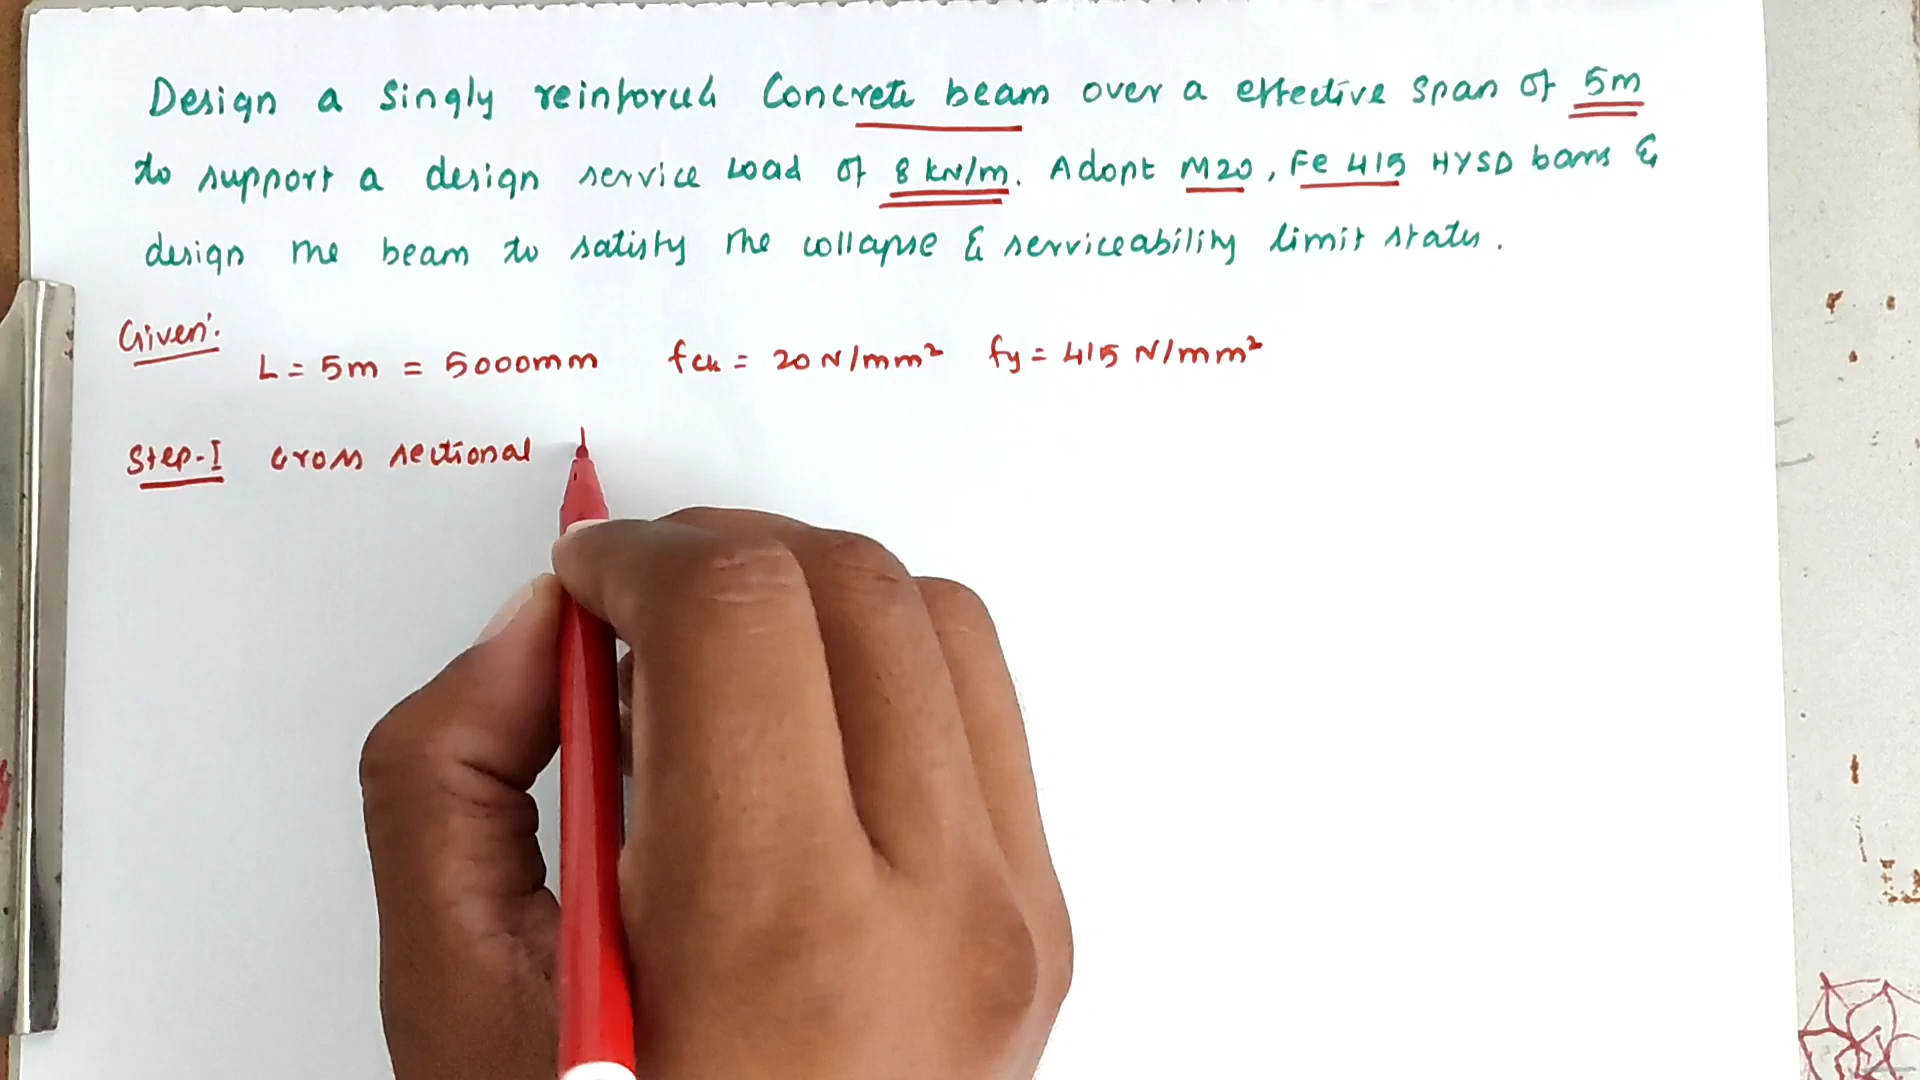 Design a singly reinforced Concrete beam over a effective span of 5m
to support a design service load of 8 kN/m. Adopt M20, Fe 415 HYSD bars &
design the beam to satisfy the collapse & serviceability limit states.
Given:
L = 5m = 5000mm fck = 20 N/mm² fy = 415 N/mm²
Step-I Cross sectional